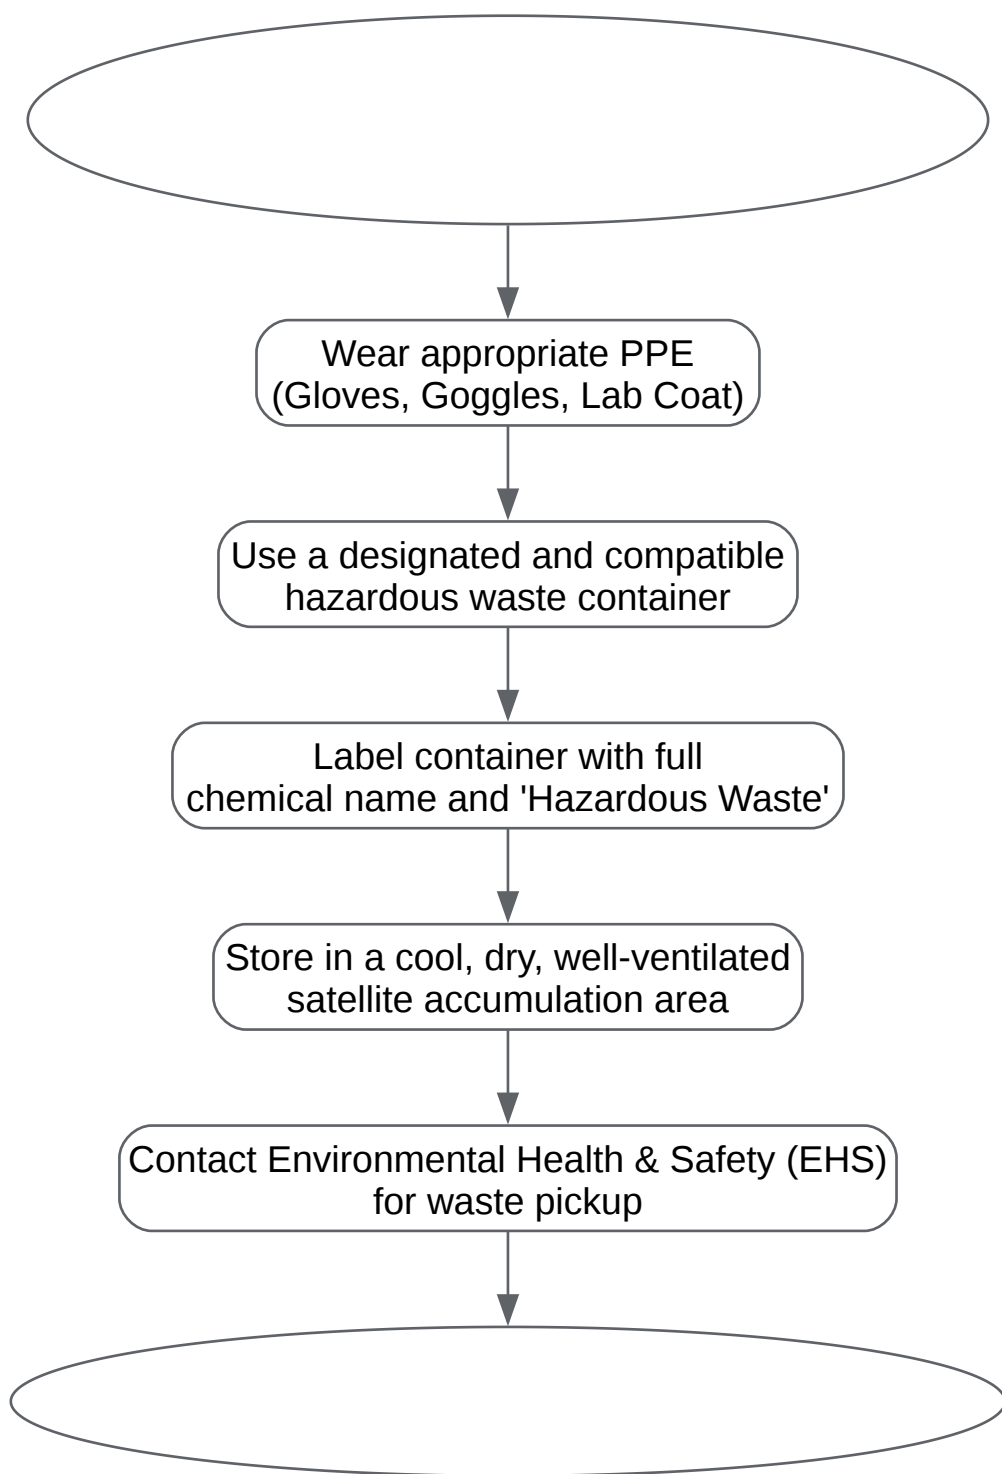 Wear appropriate PPE
(Gloves, Goggles, Lab Coat)
Use a designated and compatible
hazardous waste container
Label container with full
chemical name and 'Hazardous Waste'
Store in a cool, dry, well-ventilated
satellite accumulation area
Contact Environmental Health & Safety (EHS)
for waste pickup